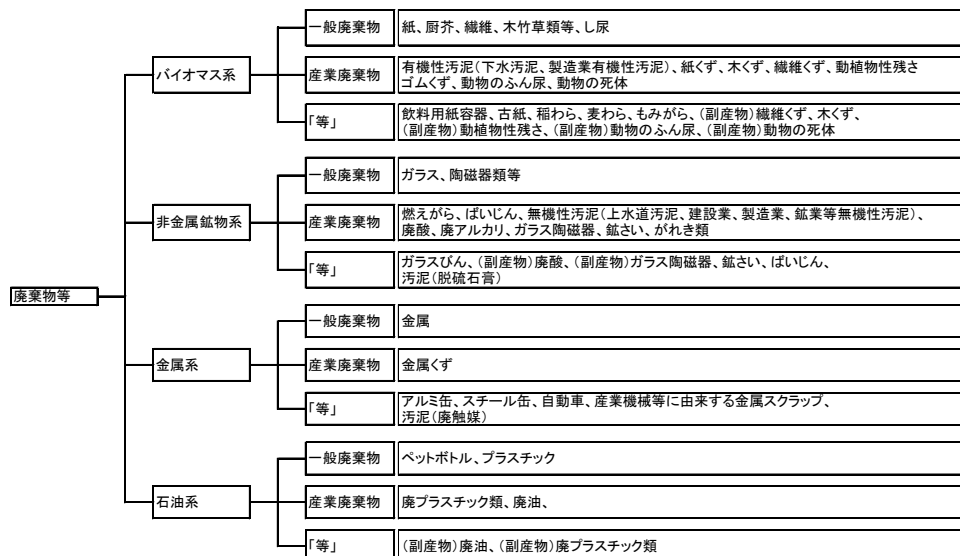 廃棄物等
バイオマス系
一般廃棄物
紙、厨芥、繊維、木竹草類等、し尿
産業廃棄物
有機性汚泥(下水汚泥、製造業有機性汚泥)、紙くず、木くず、繊維くず、動植物性残さ
ゴムくず、動物のふん尿、動物の死体
「等」
飲料用紙容器、古紙、稲わら、麦わら、もみがら、(副産物)繊維くず、木くず、
(副産物)動植物性残さ、(副産物)動物のふん尿、(副産物)動物の死体
非金属鉱物系
一般廃棄物
ガラス、陶磁器類等
産業廃棄物
燃えがら、ばいじん、無機性汚泥(上水道汚泥、建設業、製造業、鉱業等無機性汚泥)、
廃酸、廃アルカリ、ガラス陶磁器、鉱さい、がれき類
「等」
ガラスびん、(副産物)廃酸、(副産物)ガラス陶磁器、鉱さい、ばいじん、
汚泥(脱硫石膏)
金属系
一般廃棄物
金属
産業廃棄物
金属くず
「等」
アルミ缶、スチール缶、自動車、産業機械等に由来する金属スクラップ、
汚泥(廃触媒)
石油系
一般廃棄物
ペットボトル、プラスチック
産業廃棄物
廃プラスチック類、廃油、
「等」
(副産物)廃油、(副産物)廃プラスチック類